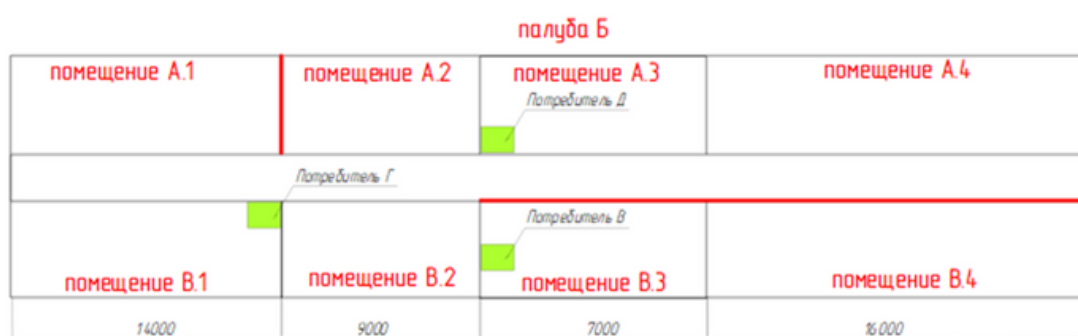 палуба Б
помещение А.1
помещение А.2
помещение А.3
помещение А.4
Потребитель Д
Потребитель Г
Потребитель В
помещение В.1
помещение В.2
помещение В.3
помещение В.4
14000
9000
7000
16000